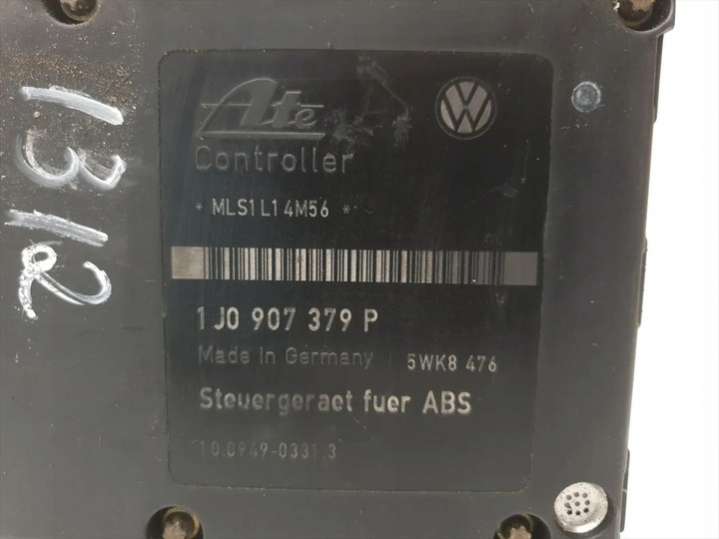 Ate
Controller
* MLS1L14M56 *
1J0 907 379 P
Made in Germany 5WK8 476
Steuergeraet fuer ABS
10.0949-0331.3
1312